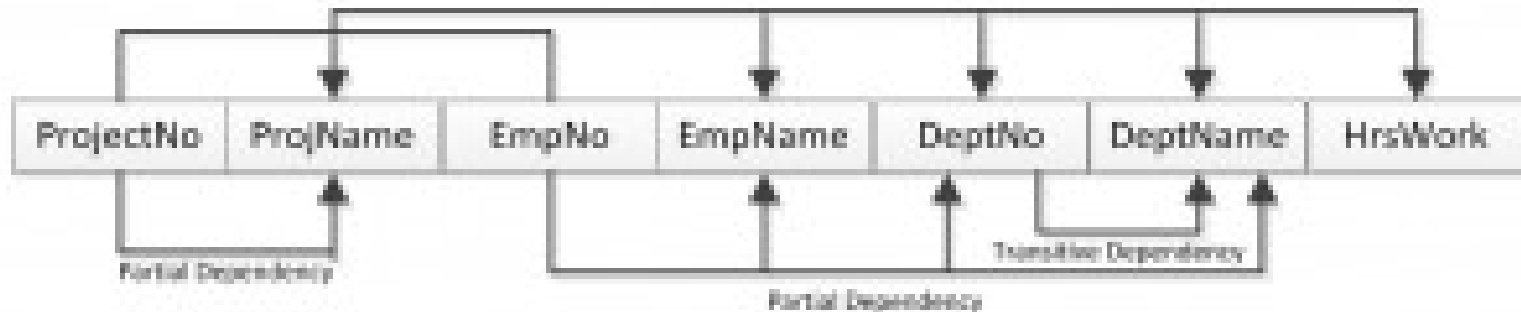 ProjectNo ProjName EmpNo EmpName DeptNo DeptName HrsWork
Transitive Dependency
Partial Dependency
Partial Dependency